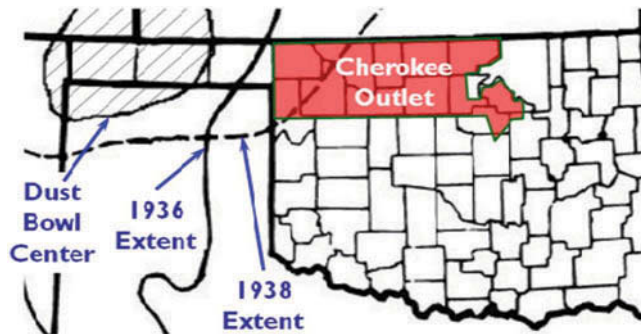 Cherokee
Outlet
Dust
Bowl
Center
1936
Extent
1938
Extent